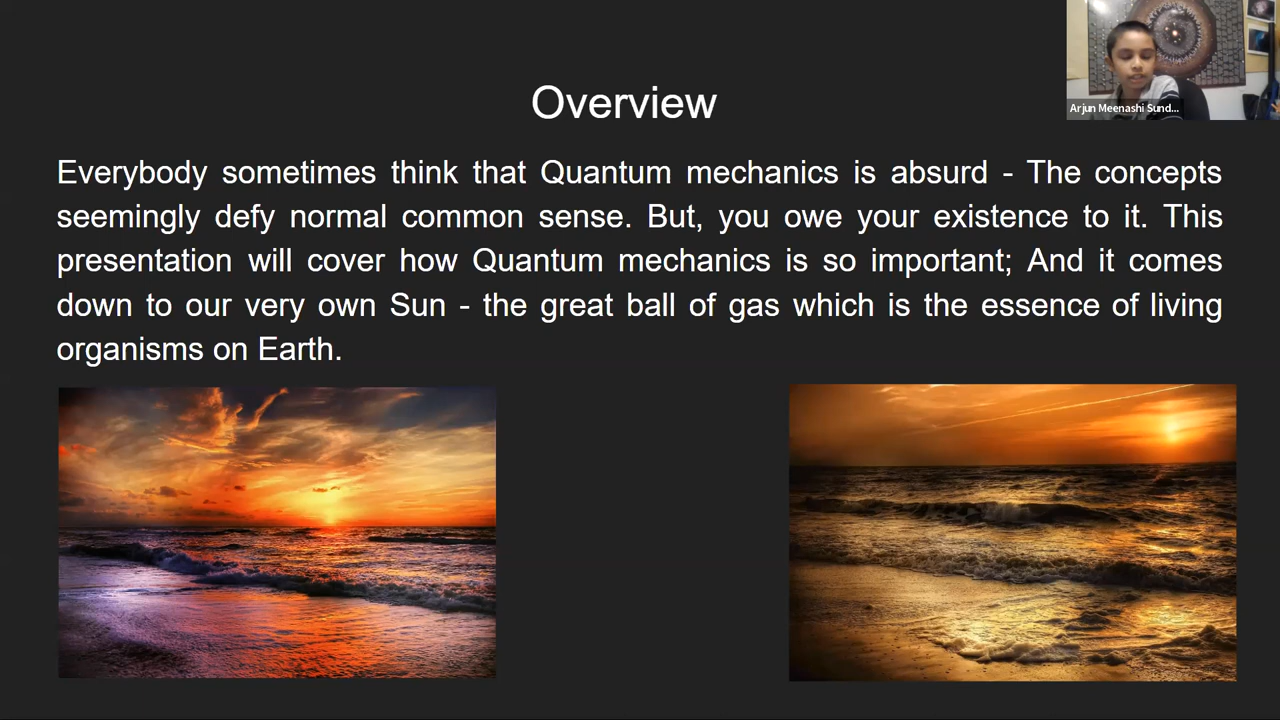 Arjun Meenashi Sund...
Overview
Everybody sometimes think that Quantum mechanics is absurd - The concepts
seemingly defy normal common sense. But, you owe your existence to it. This
presentation will cover how Quantum mechanics is so important; And it comes
down to our very own Sun - the great ball of gas which is the essence of living
organisms on Earth.